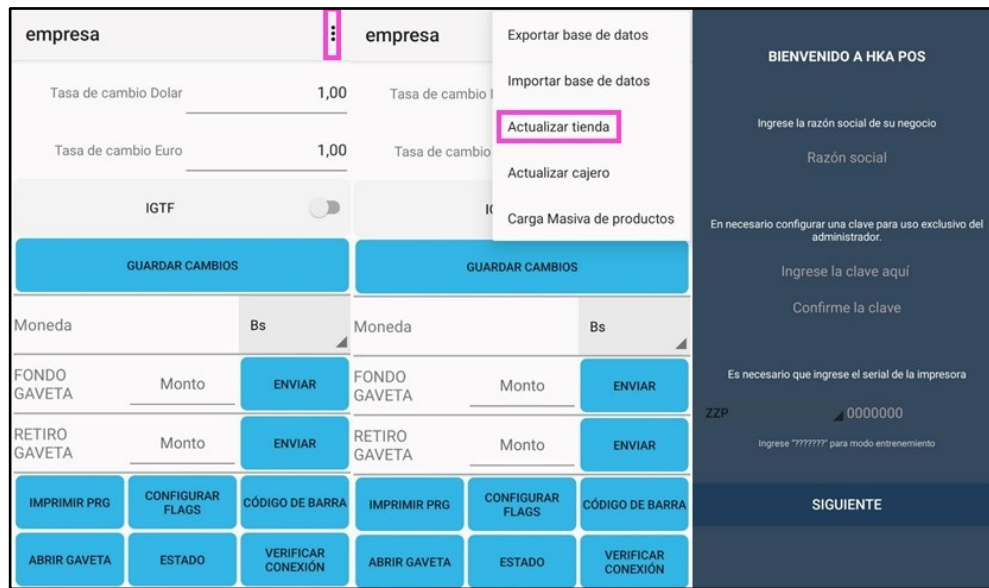 empresa
Tasa de cambio Dolar 1,00
Tasa de cambio Euro 1,00
IGTF
GUARDAR CAMBIOS
Moneda Bs
FONDO
GAVETA Monto ENVIAR
RETIRO
GAVETA Monto ENVIAR
IMPRIMIR PRG CONFIGURAR
FLAGS CÓDIGO DE BARRA
ABRIR GAVETA ESTADO VERIFICAR
CONEXIÓN
empresa
Exportar base de datos
Importar base de datos
Actualizar tienda
Actualizar cajero
Carga Masiva de productos
Tasa de cambio
Tasa de cambio
GUARDAR CAMBIOS
Moneda Bs
FONDO
GAVETA Monto ENVIAR
RETIRO
GAVETA Monto ENVIAR
IMPRIMIR PRG CONFIGURAR
FLAGS CÓDIGO DE BARRA
ABRIR GAVETA ESTADO VERIFICAR
CONEXIÓN
BIENVENIDO A HKA POS
Ingrese la razón social de su negocio
Razón social
En necesario configurar una clave para uso exclusivo del
administrador.
Ingrese la clave aquí
Confirme la clave
Es necesario que ingrese el serial de la impresora
ZZP 0000000
Ingrese "???????" para modo entrenemiento
SIGUIENTE